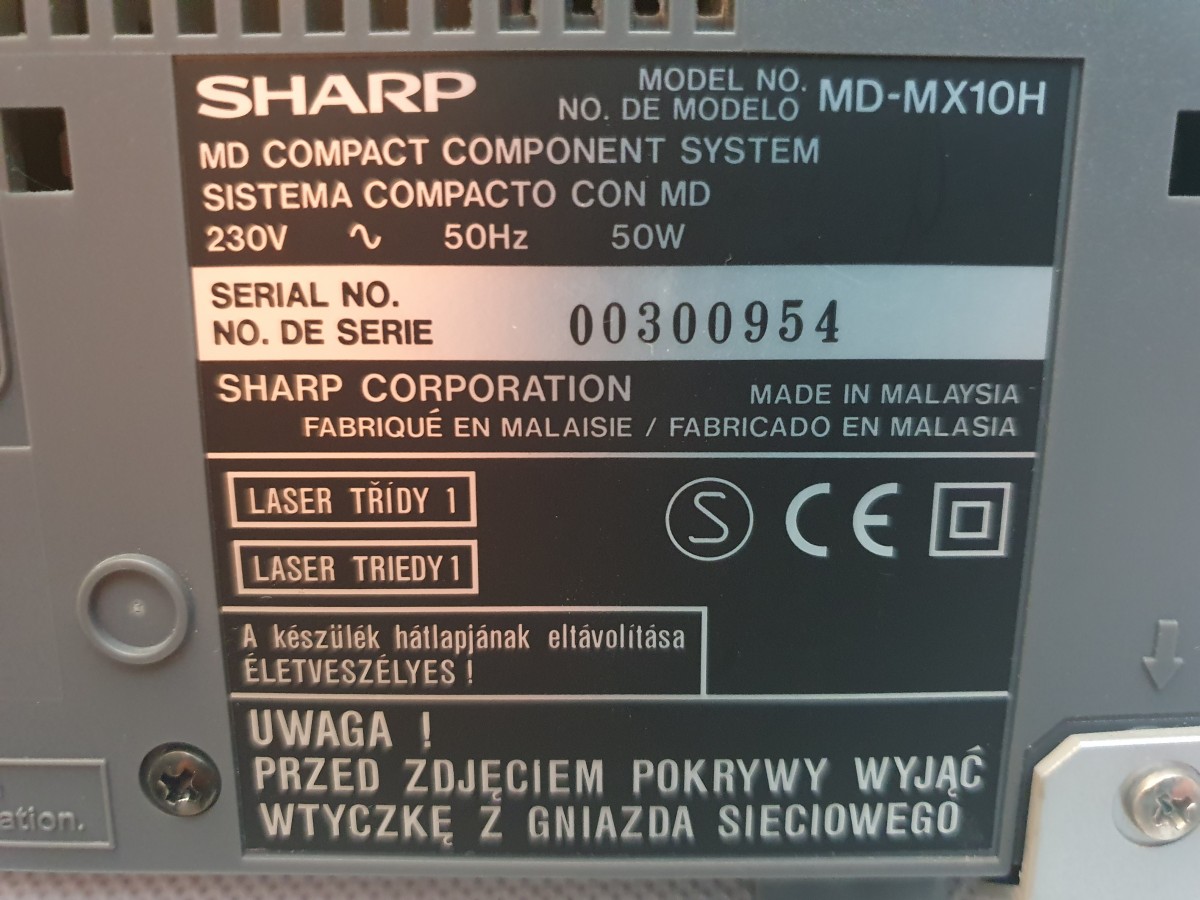 SHARP
MODEL NO.
NO. DE MODELO
MD-MX10H
MD COMPACT COMPONENT SYSTEM
SISTEMA COMPACTO CON MD
230V ∿ 50Hz 50W
SERIAL NO.
NO. DE SERIE
00300954
SHARP CORPORATION
MADE IN MALAYSIA
FABRIQUÉ EN MALAISIE / FABRICADO EN MALASIA
LASER TŘÍDY 1
LASER TRIEDY 1
S CE
A készülék hátlapjának eltávolítása
ÉLETVESZÉLYES !
UWAGA !
PRZED ZDJĘCIEM POKRYWY WYJĄĆ
WTYCZKĘ Z GNIAZDA SIECIOWEGO
ation.